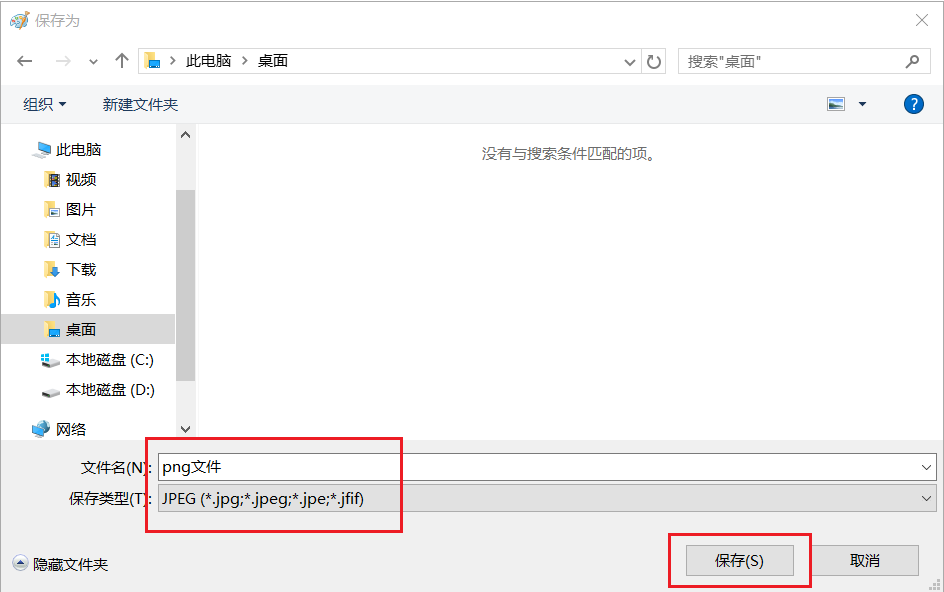 保存为
此电脑 桌面
搜索"桌面"
组织 新建文件夹
没有与搜索条件匹配的项。
此电脑
视频
图片
文档
下载
音乐
桌面
本地磁盘 (C:)
本地磁盘 (D:)
网络
文件名(N): png文件
保存类型(T): JPEG (*.jpg;*.jpeg;*.jpe;*.jfif)
隐藏文件夹 保存(S) 取消